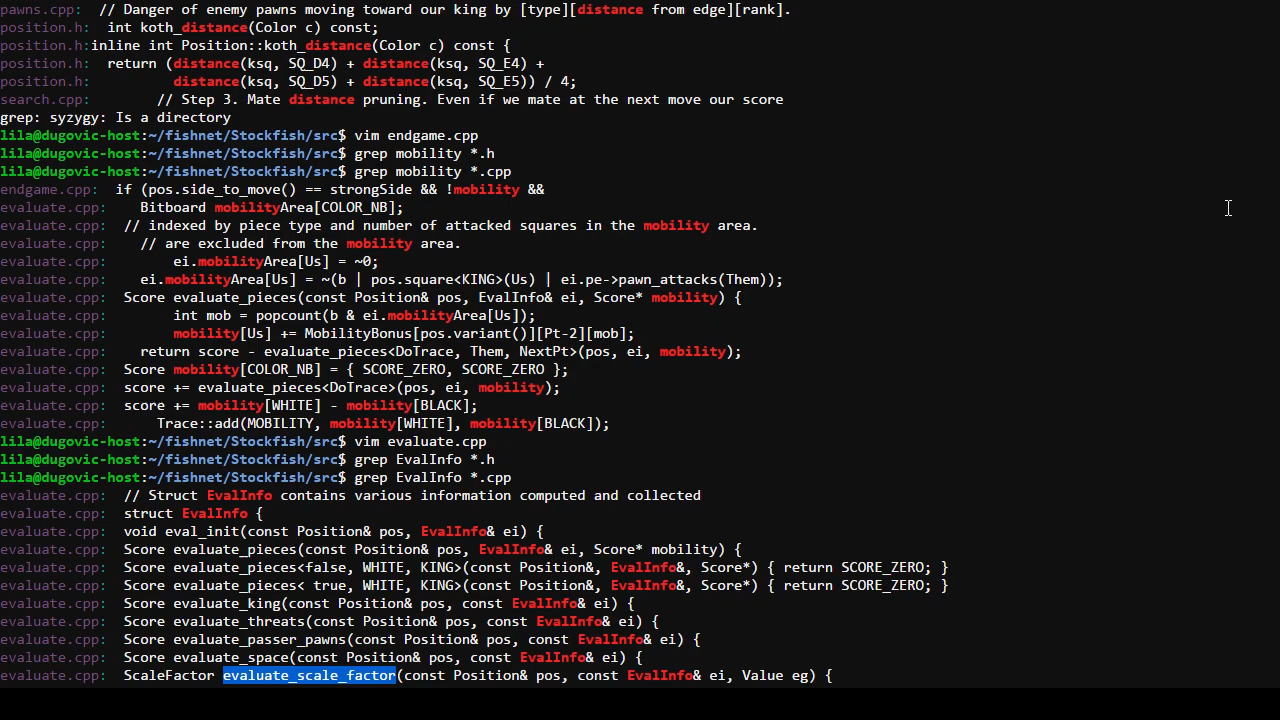 pawns.cpp:  // Danger of enemy pawns moving toward our king by [type][distance from edge][rank].
position.h:  int koth_distance(Color c) const;
position.h:inline int Position::koth_distance(Color c) const {
position.h:  return (distance(ksq, SQ_D4) + distance(ksq, SQ_E4) +
position.h:          distance(ksq, SQ_D5) + distance(ksq, SQ_E5)) / 4;
search.cpp:        // Step 3. Mate distance pruning. Even if we mate at the next move our score
grep: syzygy: Is a directory
lila@dugovic-host:~/fishnet/Stockfish/src$ vim endgame.cpp
lila@dugovic-host:~/fishnet/Stockfish/src$ grep mobility *.h
lila@dugovic-host:~/fishnet/Stockfish/src$ grep mobility *.cpp
endgame.cpp:  if (pos.side_to_move() == strongSide && !mobility &&
evaluate.cpp:    Bitboard mobilityArea[COLOR_NB];
evaluate.cpp:  // indexed by piece type and number of attacked squares in the mobility area.
evaluate.cpp:    // are excluded from the mobility area.
evaluate.cpp:        ei.mobilityArea[Us] = ~0;
evaluate.cpp:    ei.mobilityArea[Us] = ~(b | pos.square<KING>(Us) | ei.pe->pawn_attacks(Them));
evaluate.cpp:  Score evaluate_pieces(const Position& pos, EvalInfo& ei, Score* mobility) {
evaluate.cpp:        int mob = popcount(b & ei.mobilityArea[Us]);
evaluate.cpp:        mobility[Us] += MobilityBonus[pos.variant()][Pt-2][mob];
evaluate.cpp:    return score - evaluate_pieces<DoTrace, Them, NextPt>(pos, ei, mobility);
evaluate.cpp:  Score mobility[COLOR_NB] = { SCORE_ZERO, SCORE_ZERO };
evaluate.cpp:  score += evaluate_pieces<DoTrace>(pos, ei, mobility);
evaluate.cpp:  score += mobility[WHITE] - mobility[BLACK];
evaluate.cpp:      Trace::add(MOBILITY, mobility[WHITE], mobility[BLACK]);
lila@dugovic-host:~/fishnet/Stockfish/src$ vim evaluate.cpp
lila@dugovic-host:~/fishnet/Stockfish/src$ grep EvalInfo *.h
lila@dugovic-host:~/fishnet/Stockfish/src$ grep EvalInfo *.cpp
evaluate.cpp:  // Struct EvalInfo contains various information computed and collected
evaluate.cpp:  struct EvalInfo {
evaluate.cpp:  void eval_init(const Position& pos, EvalInfo& ei) {
evaluate.cpp:  Score evaluate_pieces(const Position& pos, EvalInfo& ei, Score* mobility) {
evaluate.cpp:  Score evaluate_pieces<false, WHITE, KING>(const Position&, EvalInfo&, Score*) { return SCORE_ZERO; }
evaluate.cpp:  Score evaluate_pieces< true, WHITE, KING>(const Position&, EvalInfo&, Score*) { return SCORE_ZERO; }
evaluate.cpp:  Score evaluate_king(const Position& pos, const EvalInfo& ei) {
evaluate.cpp:  Score evaluate_threats(const Position& pos, const EvalInfo& ei) {
evaluate.cpp:  Score evaluate_passer_pawns(const Position& pos, const EvalInfo& ei) {
evaluate.cpp:  Score evaluate_space(const Position& pos, const EvalInfo& ei) {
evaluate.cpp:  ScaleFactor evaluate_scale_factor(const Position& pos, const EvalInfo& ei, Value eg) {